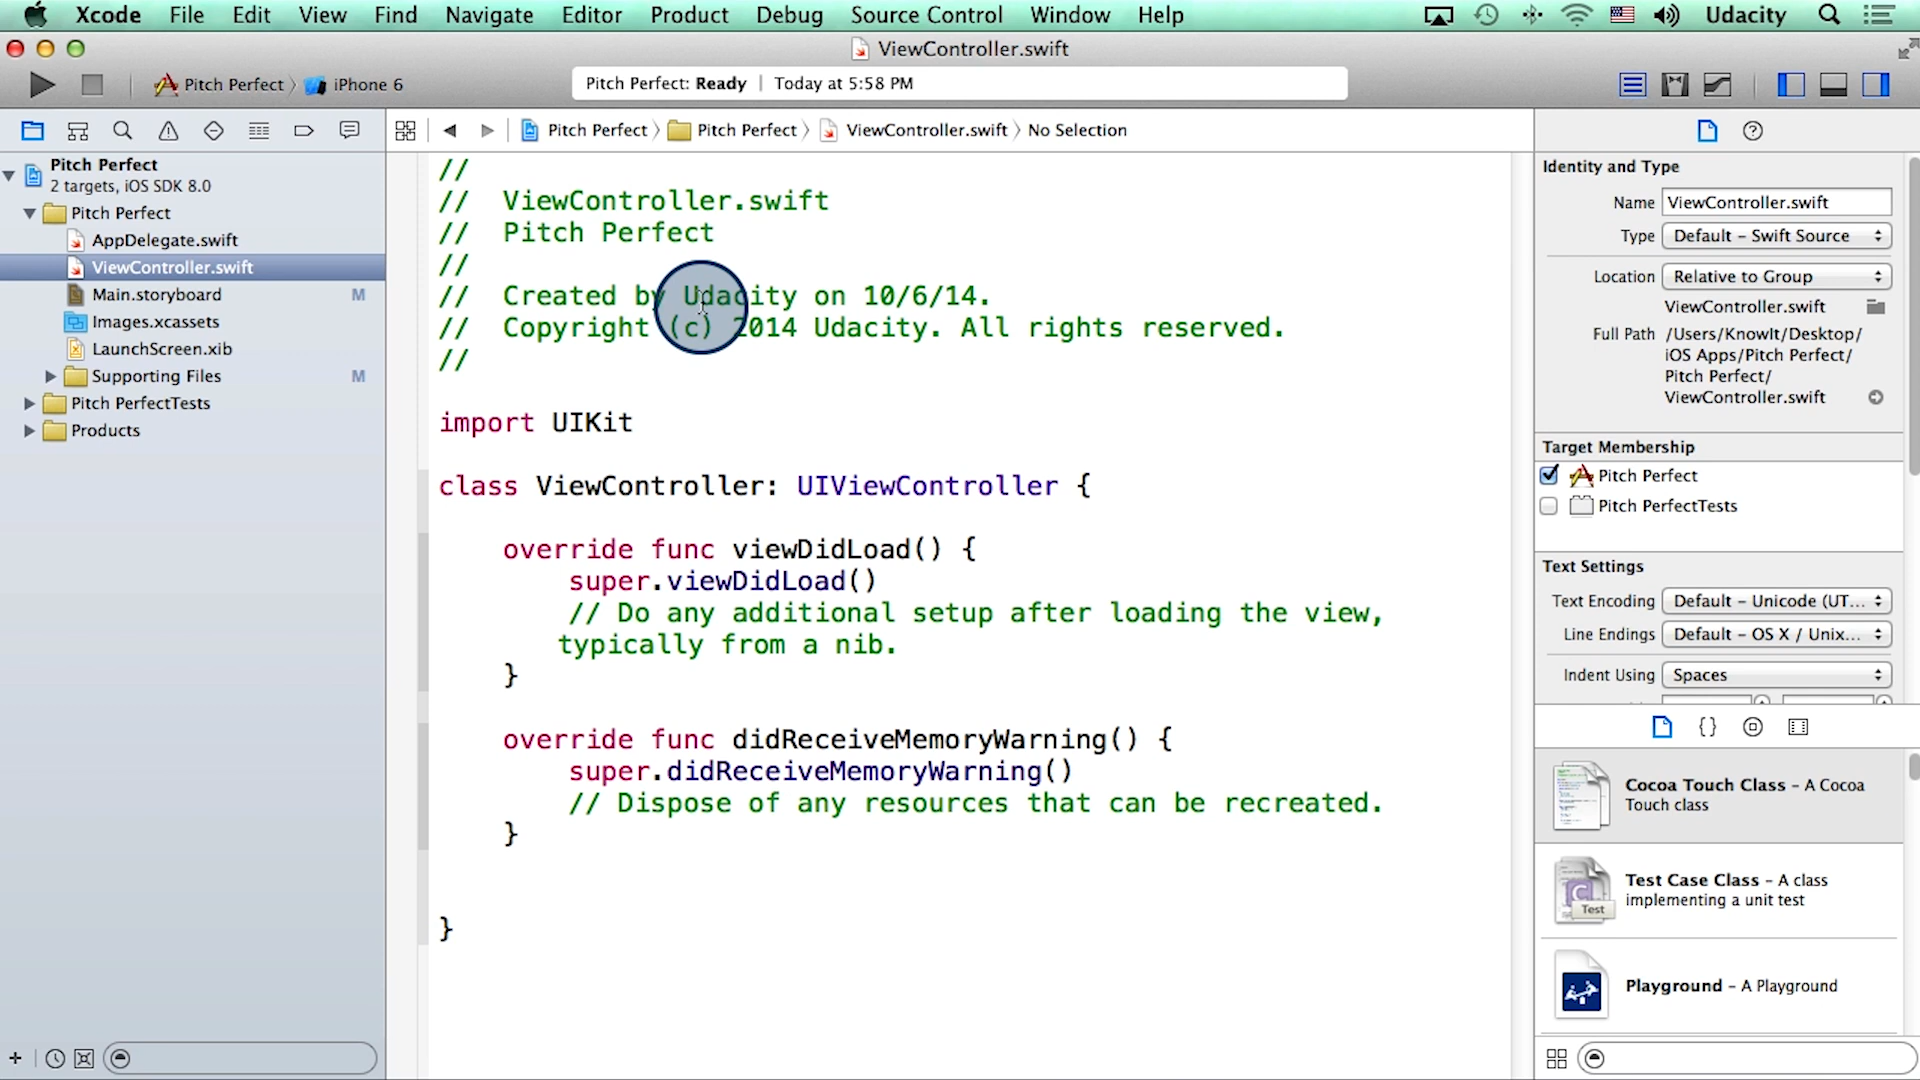 Xcode File Edit View Find Navigate Editor Product Debug Source Control Window Help Udacity
ViewController.swift
Pitch Perfect iPhone 6
Pitch Perfect: Ready | Today at 5:58 PM
Pitch Perfect Pitch Perfect ViewController.swift No Selection
Pitch Perfect
2 targets, iOS SDK 8.0
Pitch Perfect
AppDelegate.swift
ViewController.swift
Main.storyboard M
Images.xcassets
LaunchScreen.xib
Supporting Files M
Pitch PerfectTests
Products
//
// ViewController.swift
// Pitch Perfect
//
// Created by Udacity on 10/6/14.
// Copyright (c) 2014 Udacity. All rights reserved.
//
import UIKit
class ViewController: UIViewController {
override func viewDidLoad() {
super.viewDidLoad()
// Do any additional setup after loading the view,
typically from a nib.
}
override func didReceiveMemoryWarning() {
super.didReceiveMemoryWarning()
// Dispose of any resources that can be recreated.
}
}
Identity and Type
Name ViewController.swift
Type Default - Swift Source
Location Relative to Group
ViewController.swift
Full Path /Users/KnowIt/Desktop/
iOS Apps/Pitch Perfect/
Pitch Perfect/
ViewController.swift
Target Membership
Pitch Perfect
Pitch PerfectTests
Text Settings
Text Encoding Default - Unicode (UT...
Line Endings Default - OS X / Unix...
Indent Using Spaces
{}
Cocoa Touch Class - A Cocoa
Touch class
Test Case Class - A class
implementing a unit test
C
Test
Playground - A Playground